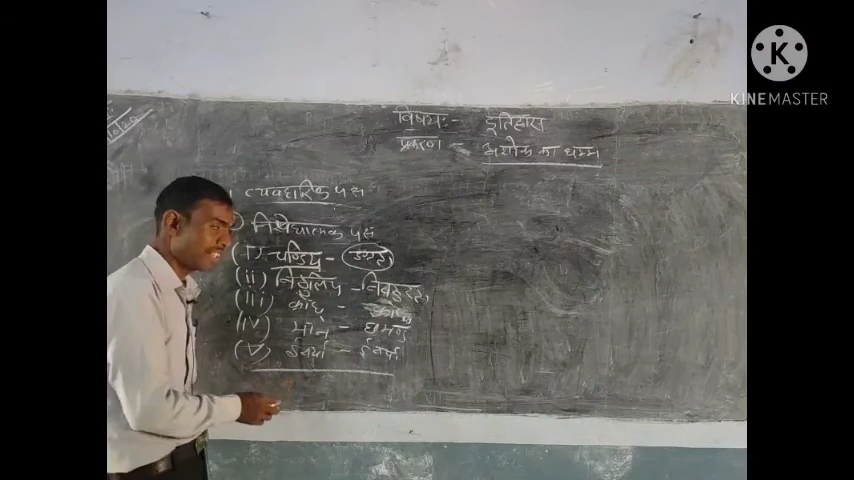 विषय :- इतिहास
प्रकरण - अशोक का धम्म
1. व्यवहारिक पक्ष
निषेधात्मक पक्ष
(i) चण्डिय - उग्रता
(ii) निठुलिय - निष्ठुरता
(iii) क्रोध - क्रोध
(iv) मान - घमण्ड
(v) ईर्ष्या - ईर्ष्या
K
KINEMASTER